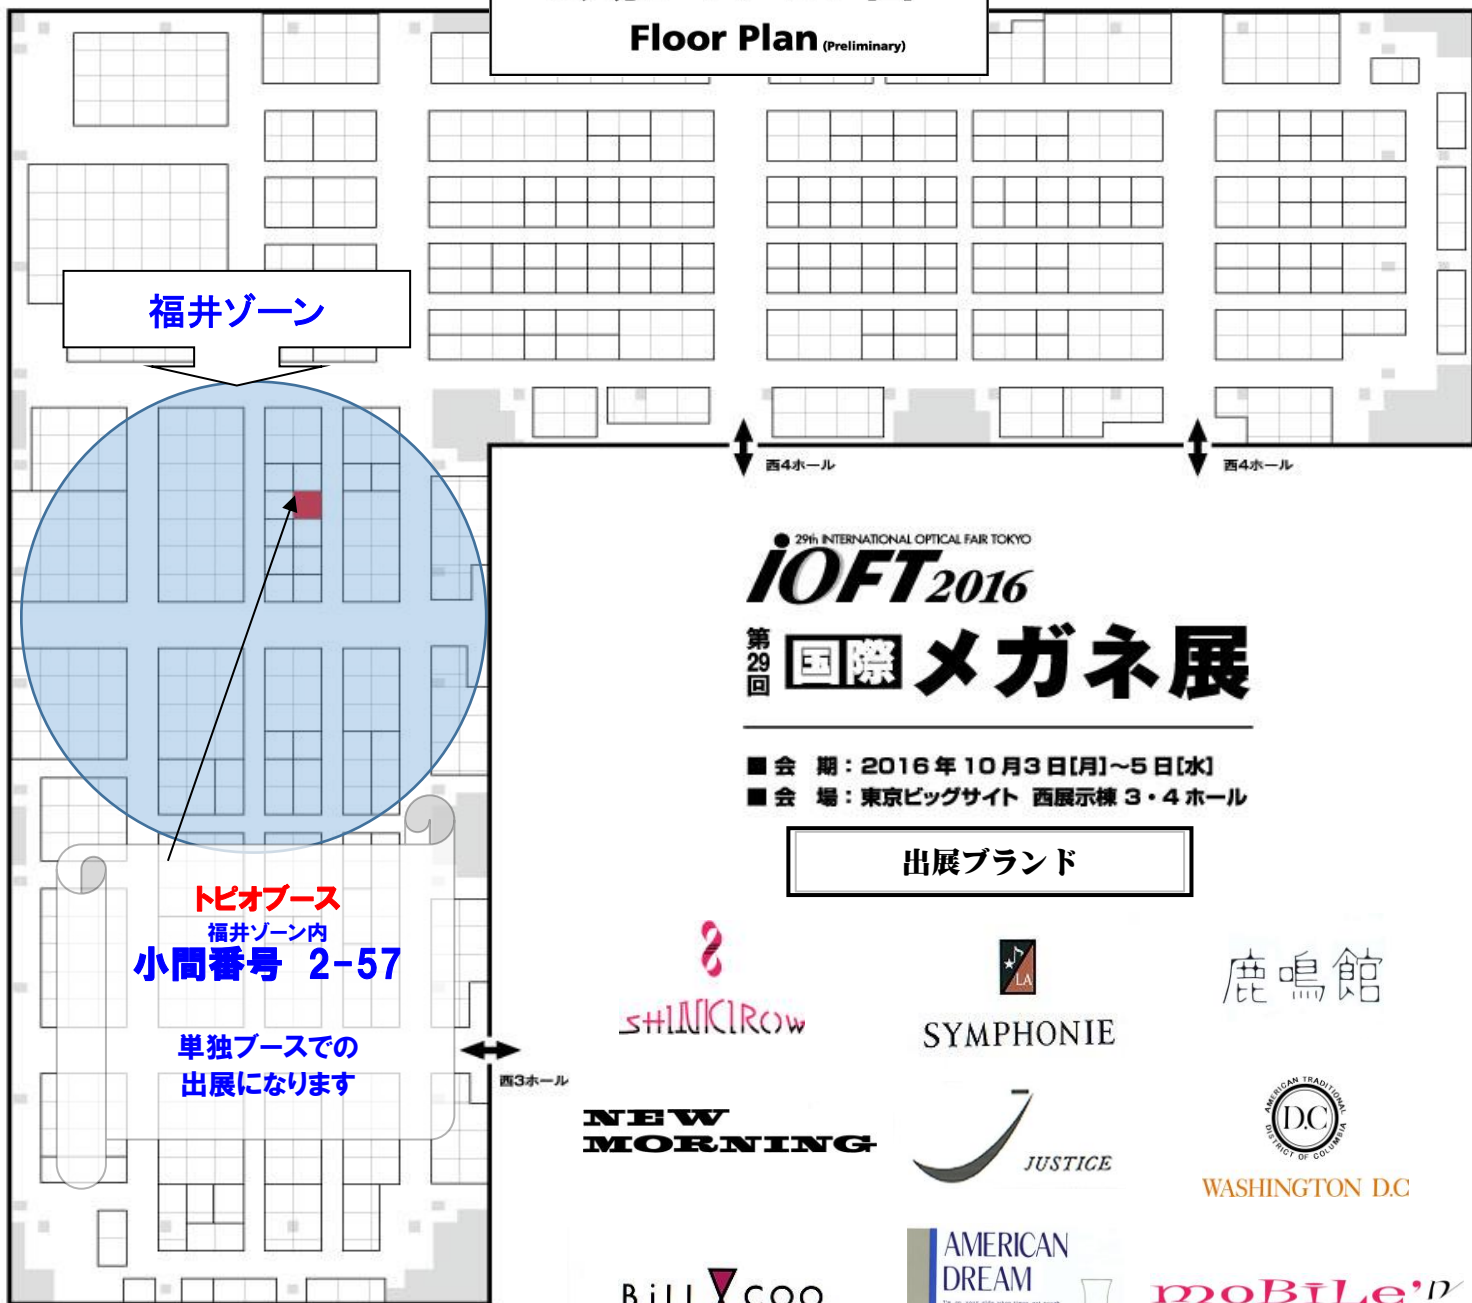 Floor Plan (Preliminary)
福井ゾーン
西4ホール
西4ホール
29th INTERNATIONAL OPTICAL FAIR TOKYO
iOFT 2016
第29回 国際 メガネ展
■会 期：2016年10月3日[月]～5日[水]
■会 場：東京ビッグサイト 西展示棟 3・4ホール
出展ブランド
トピオブース
福井ゾーン内
小間番号 2-57
単独ブースでの
出展になります
西3ホール
SHINKIROW
LA
SYMPHONIE
鹿鳴館
NEW
MORNING
JUSTICE
AMERICAN TRADITIONAL
D.C
DISTRICT OF COLUMBIA
WASHINGTON D.C
BiLL Y COO
AMERICAN
DREAM
moBiLe'n